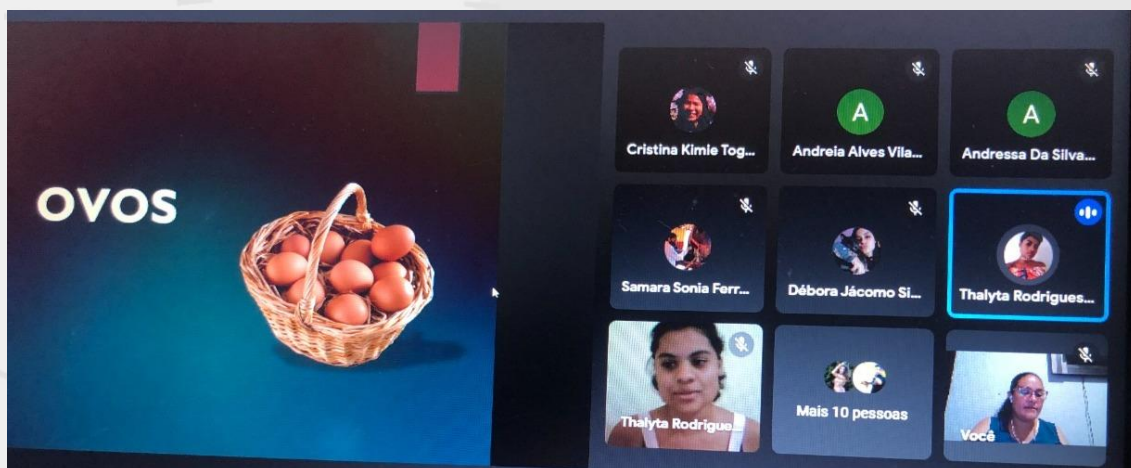 OVOS
Cristina Kimie Tog...
A
Andreia Alves Vila...
A
Andressa Da Silva...
Samara Sonia Ferr...
Débora Jácomo Si...
Thalyta Rodrigues...
Thalyta Rodrigue...
Mais 10 pessoas
Você